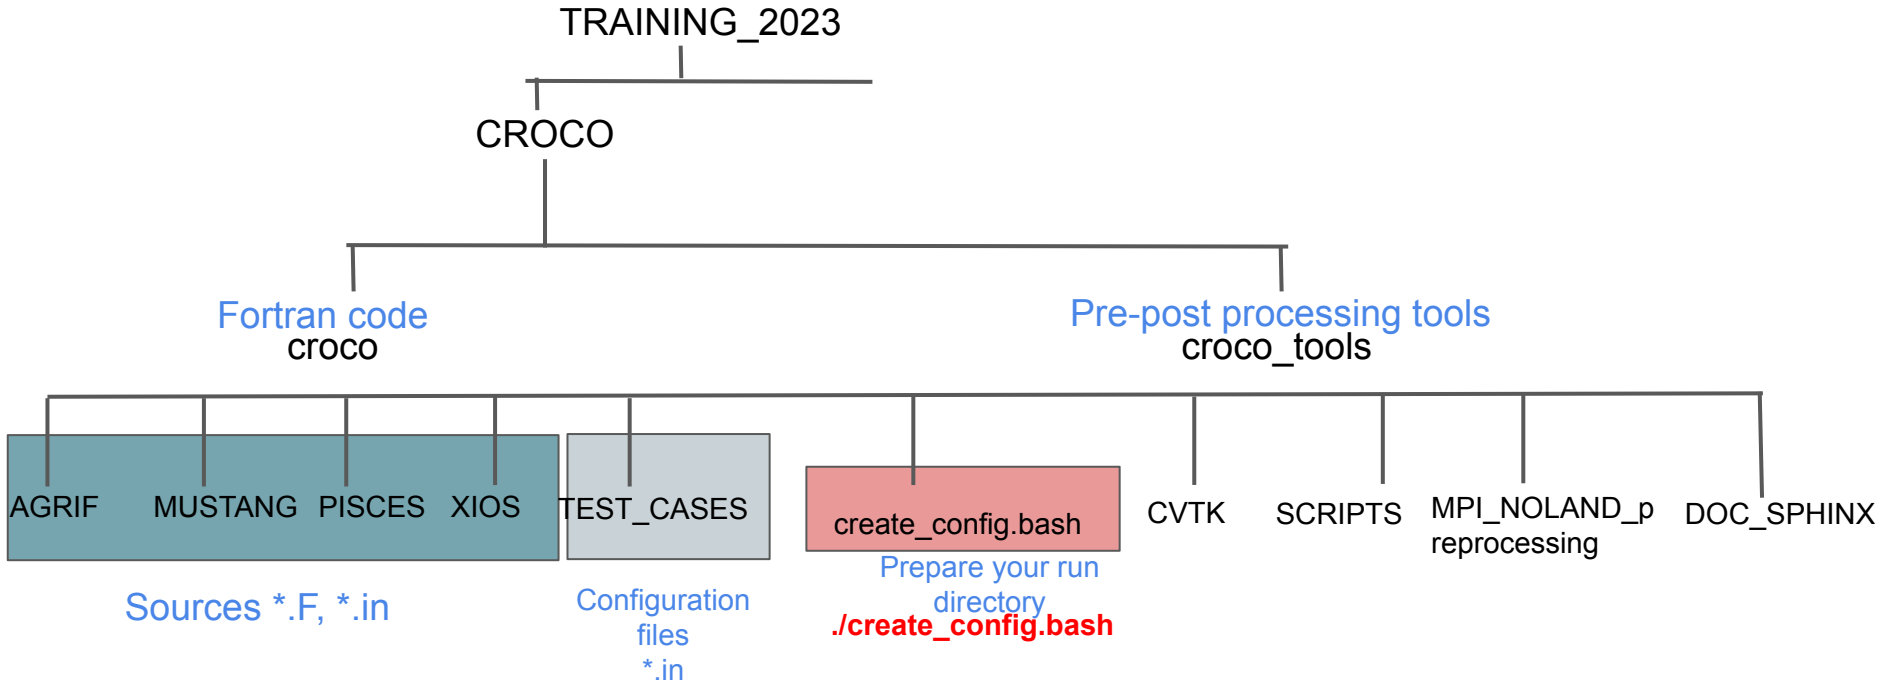 TRAINING_2023
CROCO
Fortran code
croco
Pre-post processing tools
croco_tools
AGRIF
MUSTANG
PISCES
XIOS
TEST_CASES
create_config.bash
CVTK
SCRIPTS
MPI_NOLAND_p
reprocessing
DOC_SPHINX
Sources *.F, *.in
Configuration
files
*.in
Prepare your run
directory
./create_config.bash